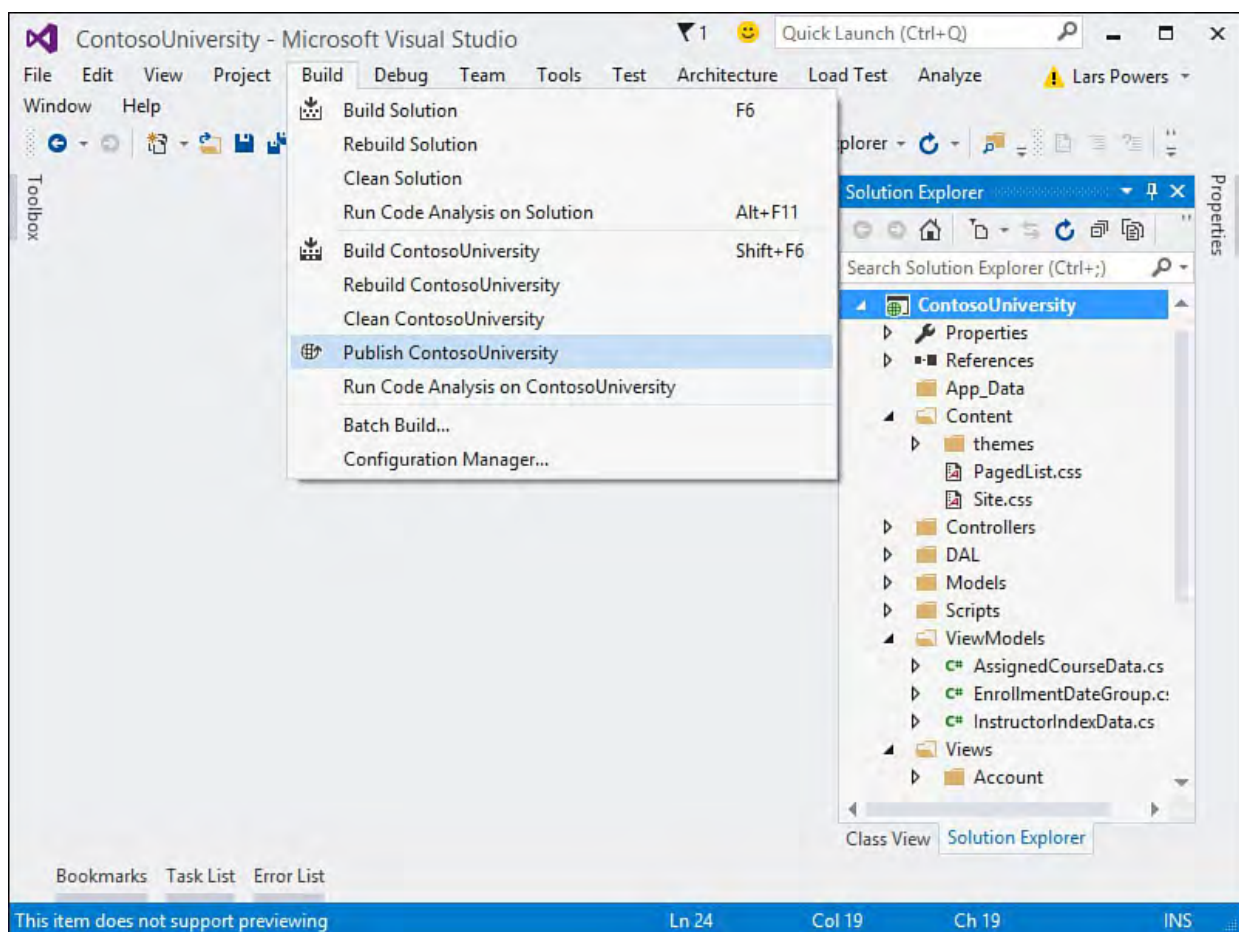 ContosoUniversity - Microsoft Visual Studio
1
Quick Launch (Ctrl+Q)
File Edit View Project Build Debug Team Tools Test Architecture Load Test Analyze Lars Powers
Window Help
Build Solution F6
Rebuild Solution
Clean Solution
Run Code Analysis on Solution Alt+F11
Build ContosoUniversity Shift+F6
Rebuild ContosoUniversity
Clean ContosoUniversity
Publish ContosoUniversity
Run Code Analysis on ContosoUniversity
Batch Build...
Configuration Manager...
plorer
Toolbox
Solution Explorer
Search Solution Explorer (Ctrl+;)
ContosoUniversity
Properties
References
App_Data
Content
themes
PagedList.css
Site.css
Controllers
DAL
Models
Scripts
ViewModels
C# AssignedCourseData.cs
C# EnrollmentDateGroup.c
C# InstructorIndexData.cs
Views
Account
Properties
Class View Solution Explorer
Bookmarks Task List Error List
This item does not support previewing Ln 24 Col 19 Ch 19 INS